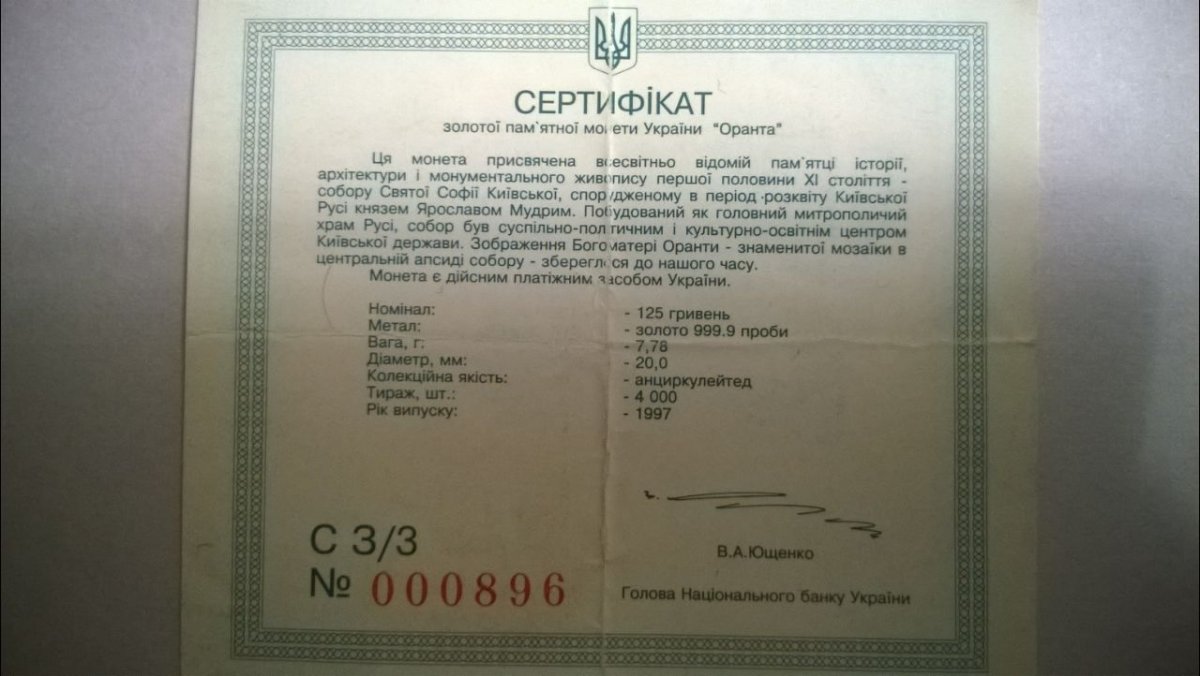 СЕРТИФІКАТ
золотої пам`ятної монети України "Оранта"
Ця монета присвячена всесвітньо відомій пам`ятці історії,
архітектури і монументального живопису першої половини XI століття -
собору Святої Софії Київської, спорудженому в період розквіту Київської
Русі князем Ярославом Мудрим. Побудований як головний митрополичий
храм Русі, собор був суспільно-політичним і культурно-освітнім центром
Київської держави. Зображення Богоматері Оранти - знаменитої мозаїки в
центральній апсиді собору - збереглося до нашого часу.
Монета є дійсним платіжним засобом України.
Номінал: - 125 гривень
Метал: - золото 999.9 проби
Вага, г: - 7,78
Діаметр, мм: - 20,0
Колекційна якість: - анциркулейтед
Тираж, шт.: - 4 000
Рік випуску: - 1997
С 3/3
№ 000896
В.А.Ющенко
Голова Національного банку України